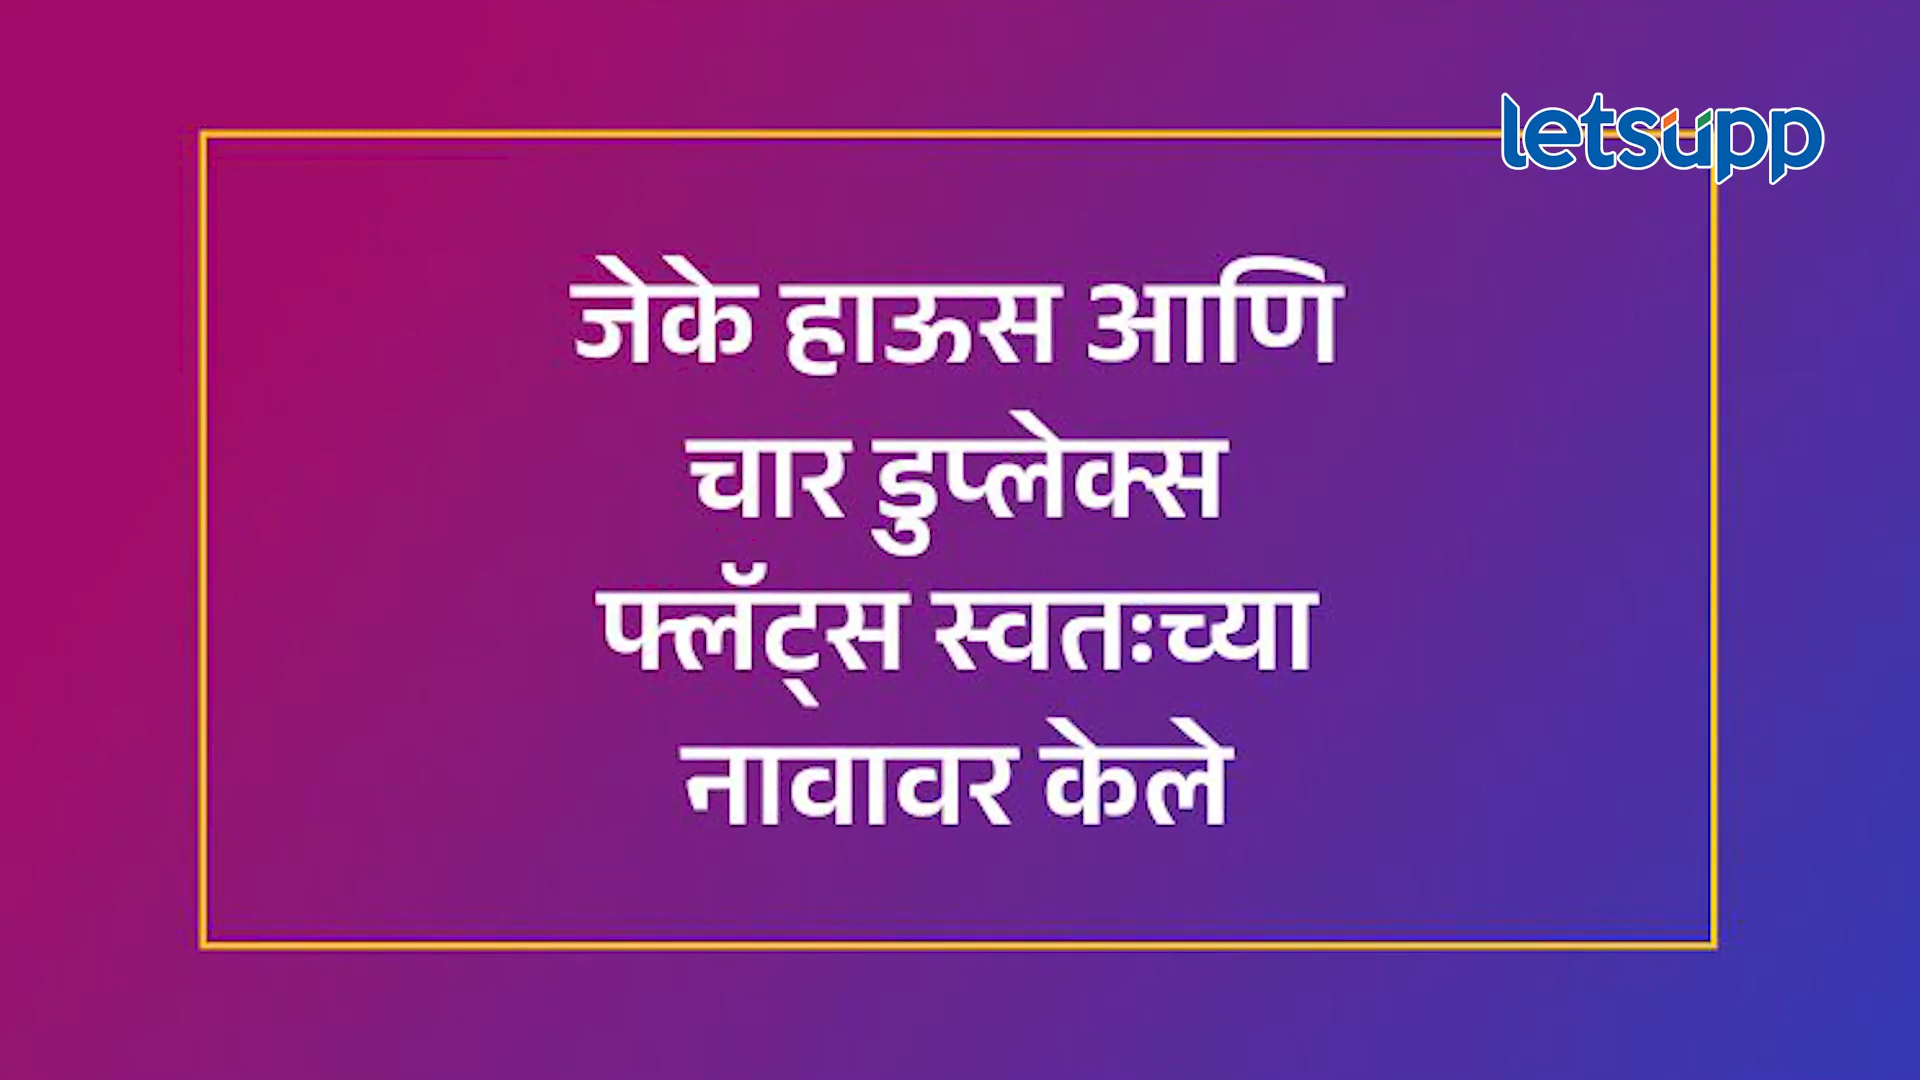 letsupp
जेके हाऊस आणि
चार डुप्लेक्स
फ्लॅट्स स्वतःच्या
नावावर केले